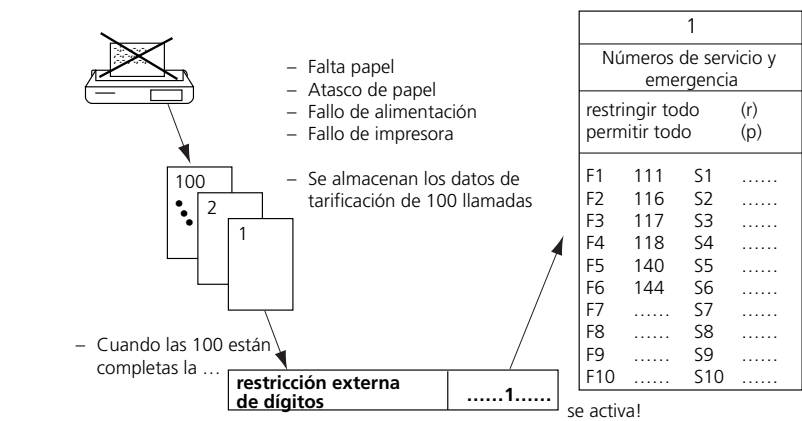 – Falta papel
– Atasco de papel
– Fallo de alimentación
– Fallo de impresora
100
2
1
– Se almacenan los datos de
tarificación de 100 llamadas
– Cuando las 100 están
completas la …
restricción externa
de dígitos
......1......
se activa!
1
Números de servicio y
emergencia
restringir todo (r)
permitir todo (p)
F1 111 S1 ......
F2 116 S2 ......
F3 117 S3 ......
F4 118 S4 ......
F5 140 S5 ......
F6 144 S6 ......
F7 ...... S7 ......
F8 ...... S8 ......
F9 ...... S9 ......
F10 ...... S10 ......